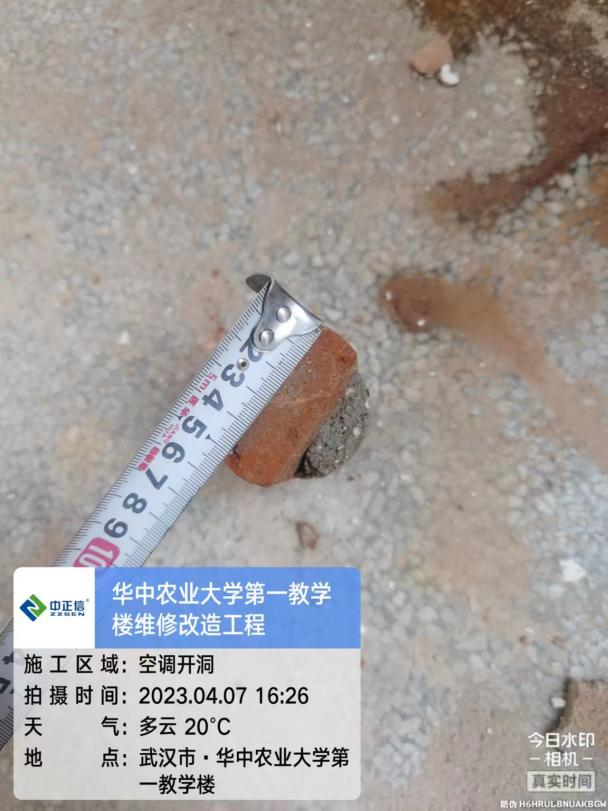 2
3
4
5m
5
6
7
8
9
10
中正信®
ZZSEN
华中农业大学第一教学
楼维修改造工程
施工区域：空调开洞
拍摄时间：2023.04.07 16:26
天气：多云 20°C
地点：武汉市·华中农业大学第
一教学楼
今日水印
相机
真实时间
防伪 H6HRULBNUAKBCW